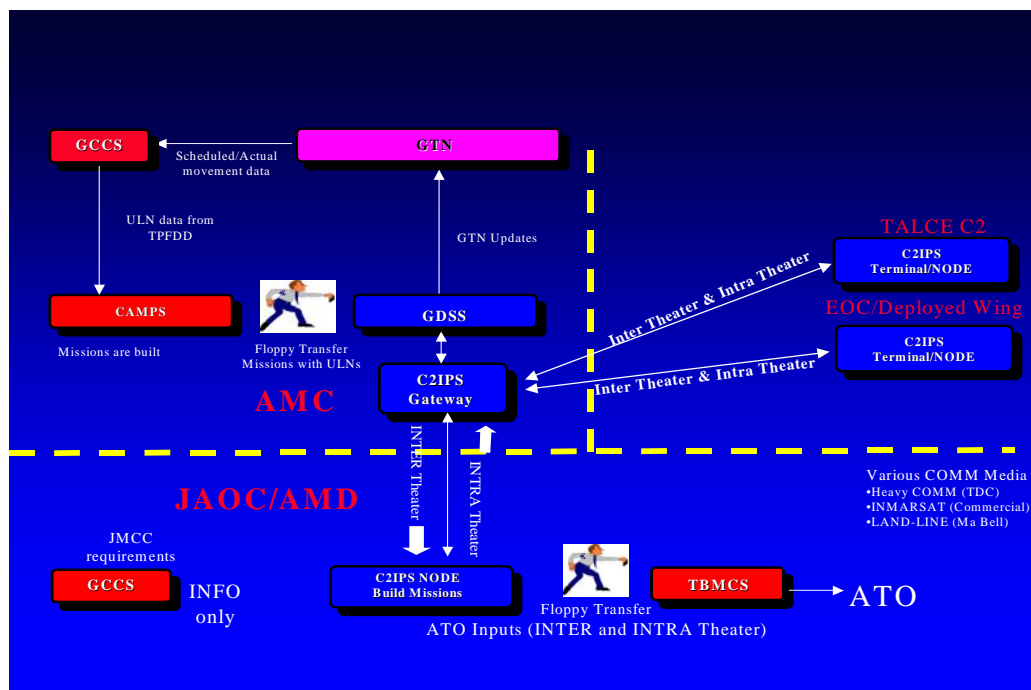 GCCS
GTN
Scheduled/Actual
movement data
ULN data from
TPFDD
GTN Updates
TALCE C2
C2IPS
Terminal/NODE
Inter Theater & Intra Theater
EOC/Deployed Wing
CAMPS
GDSS
C2IPS
Terminal/NODE
Missions are built
Floppy Transfer
Missions with ULNs
Inter Theater & Intra Theater
C2IPS
Gateway
AMC
INTER Theater
INTRA Theater
JAOC/AMD
Various COMM Media
•Heavy COMM (TDC)
•INMARSAT (Commercial)
•LAND-LINE (Ma Bell)
JMCC
requirements
GCCS
INFO
only
C2IPS NODE
Build Missions
TBMCS
ATO
Floppy Transfer
ATO Inputs (INTER and INTRA Theater)